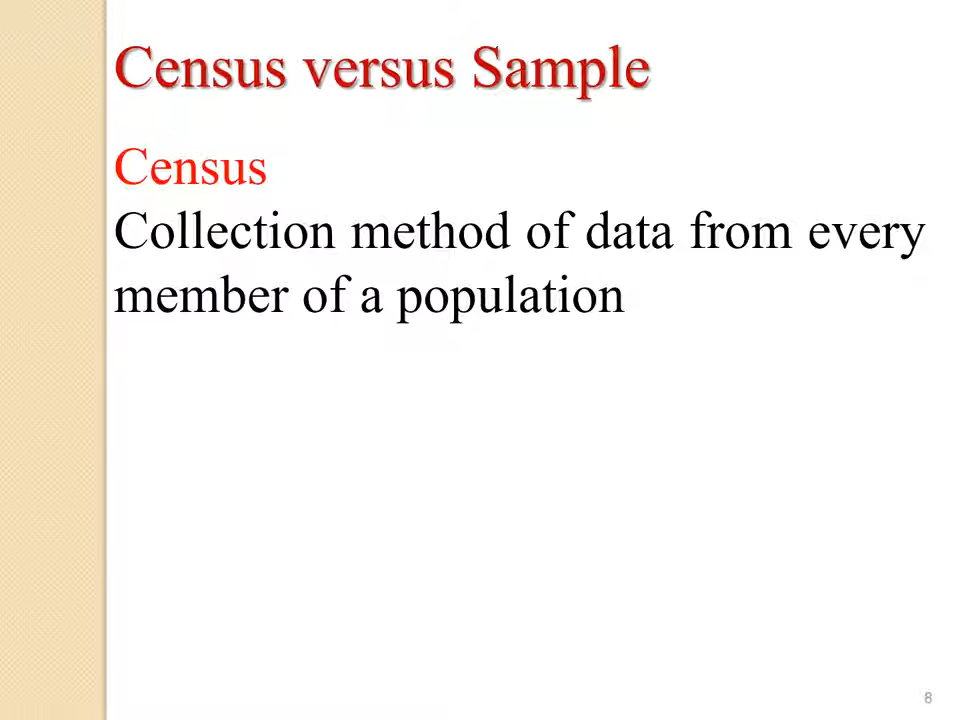 Census versus Sample
Census
Collection method of data from every
member of a population
8